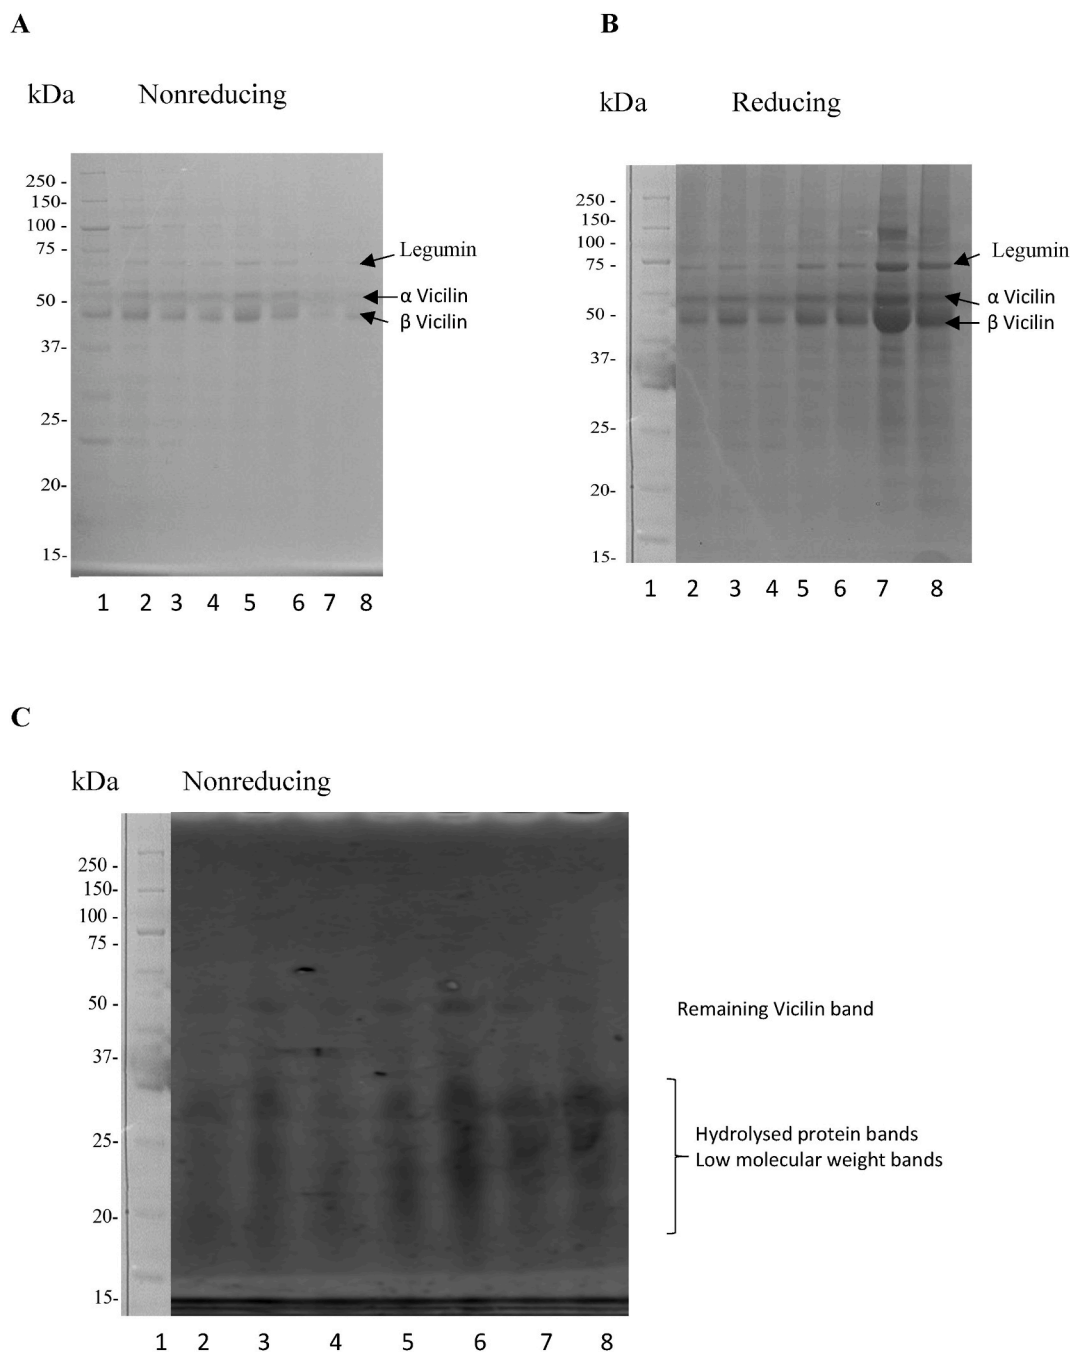 A
kDa Nonreducing
250 -
150-
100 -
75 -
50 -
37-
25-
20-
15-
Legumin
α Vicilin
β Vicilin
1 2 3 4 5 6 7 8
B
kDa Reducing
250 -
150-
100 -
75 -
50 -
37-
25-
20-
15-
Legumin
α Vicilin
β Vicilin
1 2 3 4 5 6 7 8
C
kDa Nonreducing
250 -
150-
100 -
75 -
50 -
37-
25-
20-
15-
Remaining Vicilin band
Hydrolysed protein bands
Low molecular weight bands
1 2 3 4 5 6 7 8